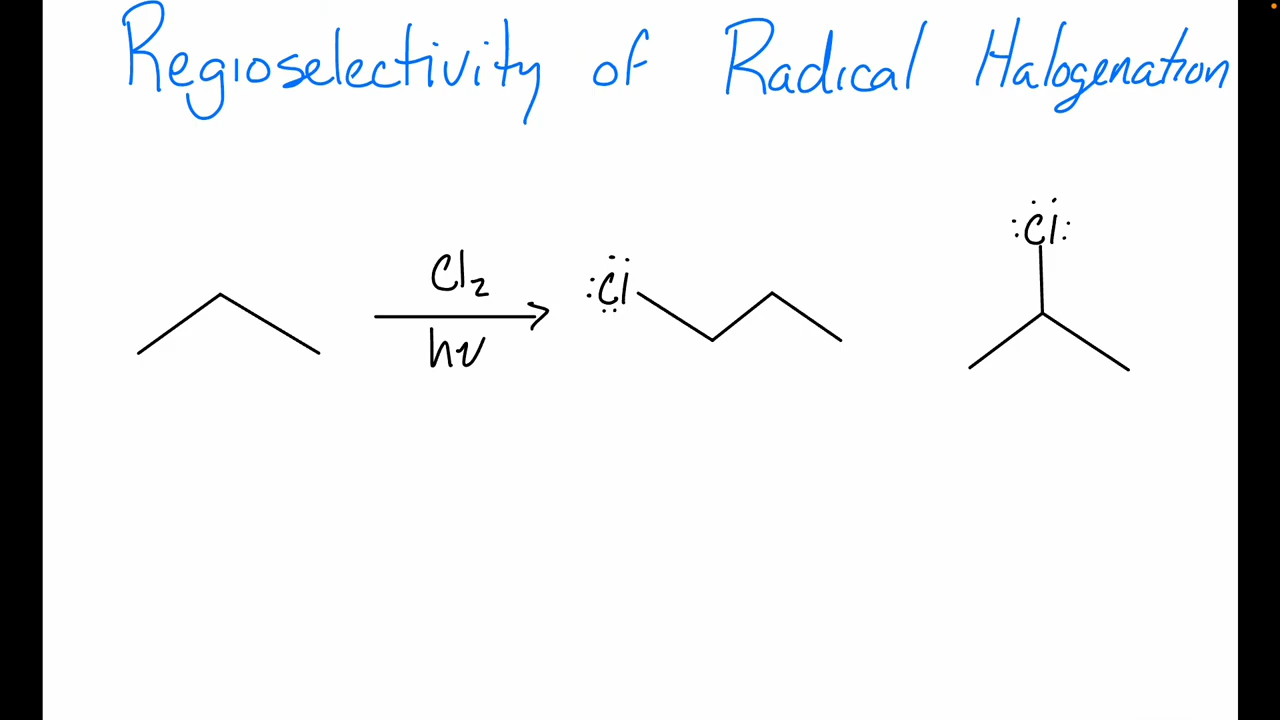 Regioselectivity of Radical Halogenation
Cl₂
hν
:Cl
:Cl: